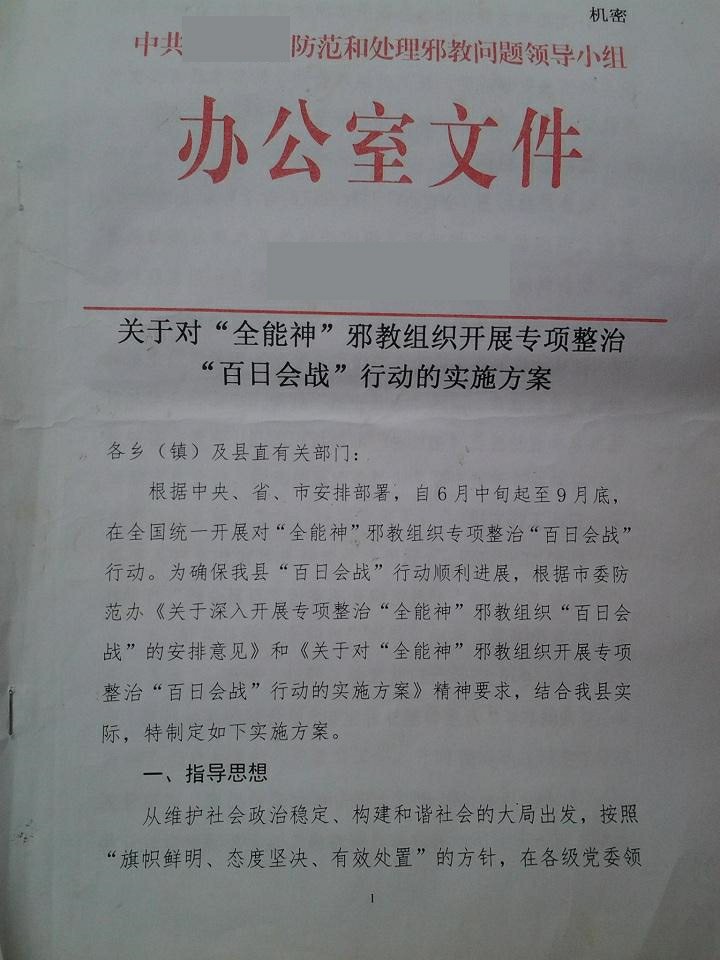 机密
中共 防范和处理邪教问题领导小组
办公室文件
关于对“全能神”邪教组织开展专项整治
“百日会战”行动的实施方案
各乡（镇）及县直有关部门：
根据中央、省、市安排部署，自6月中旬起至9月底，
在全国统一开展对“全能神”邪教组织专项整治“百日会战”
行动。为确保我县“百日会战”行动顺利进展，根据市委防
范办《关于深入开展专项整治“全能神”邪教组织“百日会
战”的安排意见》和《关于对“全能神”邪教组织开展专项
整治“百日会战”行动的实施方案》精神要求，结合我县实
际，特制定如下实施方案。
一、指导思想
从维护社会政治稳定、构建和谐社会的大局出发，按照
“旗帜鲜明、态度坚决、有效处置”的方针，在各级党委领
1